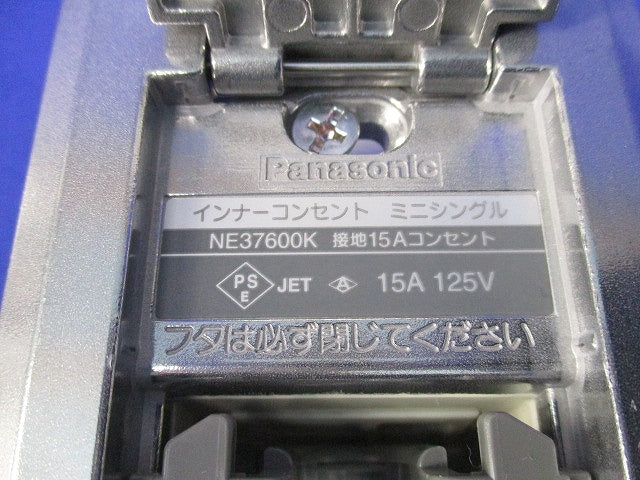 Panasonic
インナーコンセント ミニシングル
NE37600K 接地15Aコンセント
PS E JET A 15A 125V
フタは必ず閉じてください